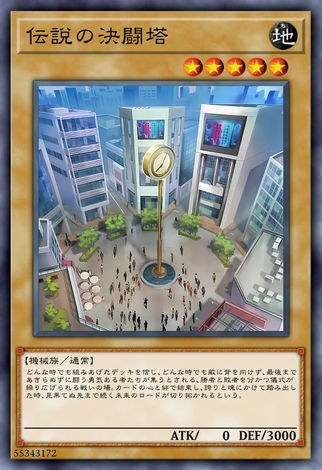 伝説の決闘塔
地
ち
【機械族／通常】
どんな時でも組みあげたデッキを信じ、どんな時でも敵に背を向けず、最後まで
あきらめずに闘う勇気ある者たちが集うとされる、勝者と敗者を分かつ儀式が
繰り広げられる戦いの場。カードの心と絆で結束し、誇りと魂にかけて踏み出し
た時、見果てぬ先まで続く未来のロードが切り拓かれるという。
ATK/ 0 DEF/3000
55343172